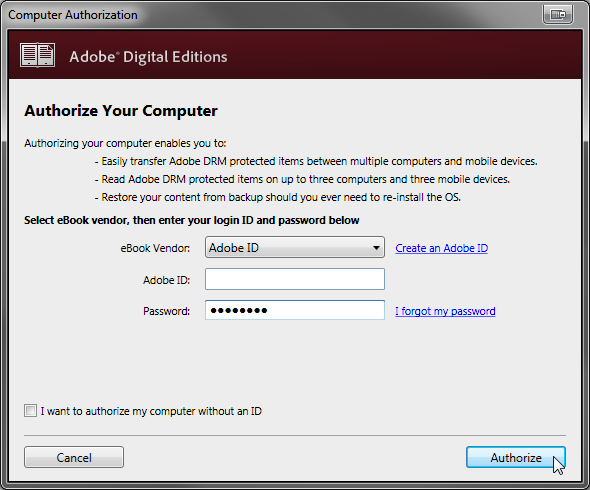 Computer Authorization
Adobe® Digital Editions
Authorize Your Computer
Authorizing your computer enables you to:
- Easily transfer Adobe DRM protected items between multiple computers and mobile devices.
- Read Adobe DRM protected items on up to three computers and three mobile devices.
- Restore your content from backup should you ever need to re-install the OS.
Select eBook vendor, then enter your login ID and password below
eBook Vendor: Adobe ID Create an Adobe ID
Adobe ID:
Password: ●●●●●●●● I forgot my password
I want to authorize my computer without an ID
Cancel Authorize